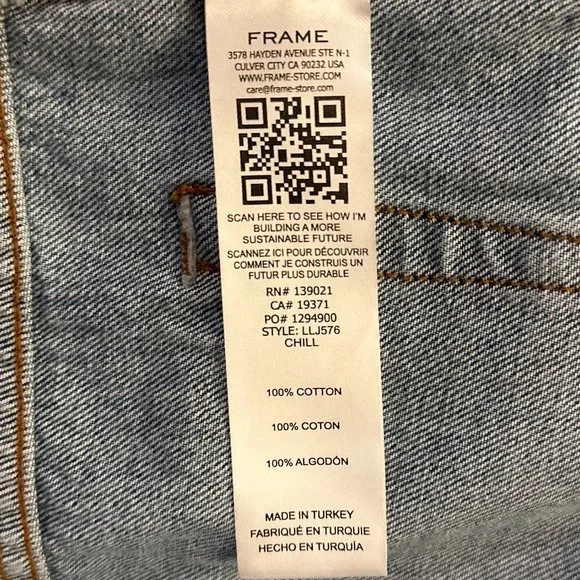 FRAME
3578 HAYDEN AVENUE STE N-1
CULVER CITY CA 90232 USA
WWW.FRAME-STORE.COM
care@frame-store.com
SCAN HERE TO SEE HOW I'M
BUILDING A MORE
SUSTAINABLE FUTURE
SCANNEZ ICI POUR DÉCOUVRIR
COMMENT JE CONSTRUIS UN
FUTUR PLUS DURABLE
RN# 139021
CA# 19371
PO# 1294900
STYLE: LLJ576
CHILL
100% COTTON
100% COTON
100% ALGODÓN
MADE IN TURKEY
FABRIQUÉ EN TURQUIE
HECHO EN TURQUÍA